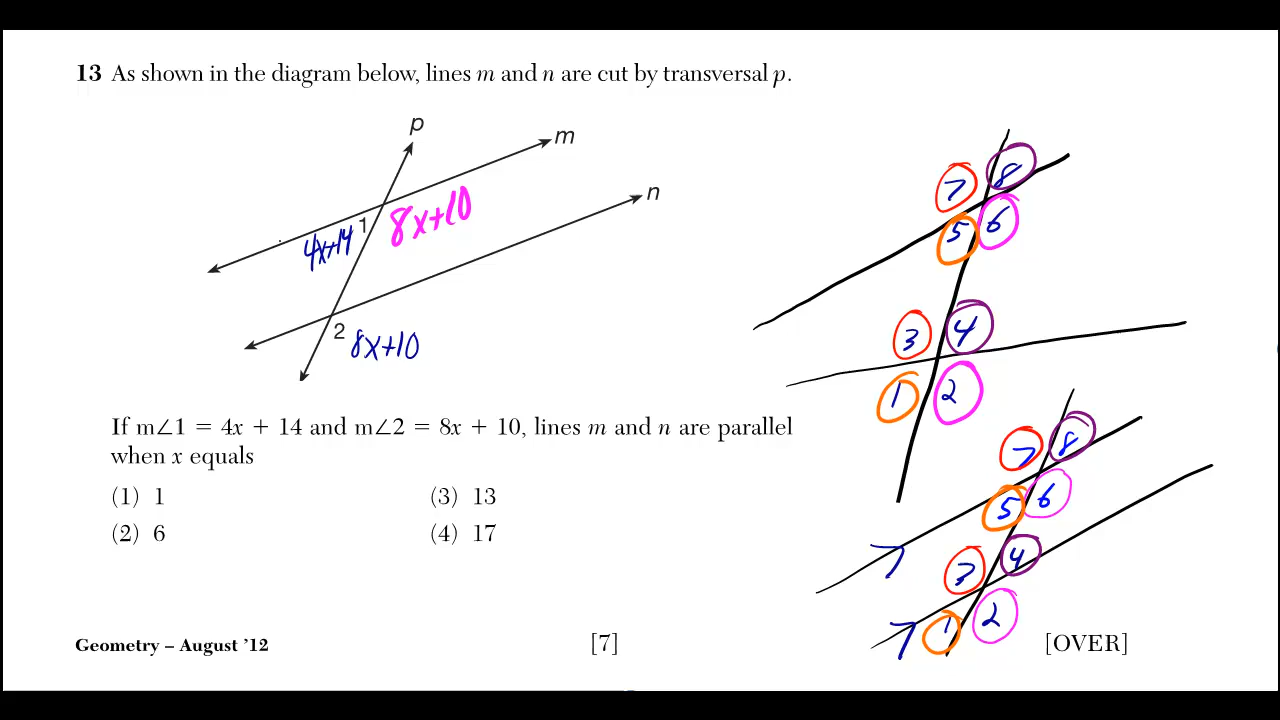 13 As shown in the diagram below, lines m and n are cut by transversal p.
p
m
n
1
4x+14
8x+10
2
8x+10
7
8
5
6
3
4
1
2
If m∠1 = 4x + 14 and m∠2 = 8x + 10, lines m and n are parallel
when x equals
(1) 1
(3) 13
(2) 6
(4) 17
7
8
5
6
3
4
1
2
Geometry – August ’12
[7]
[OVER]